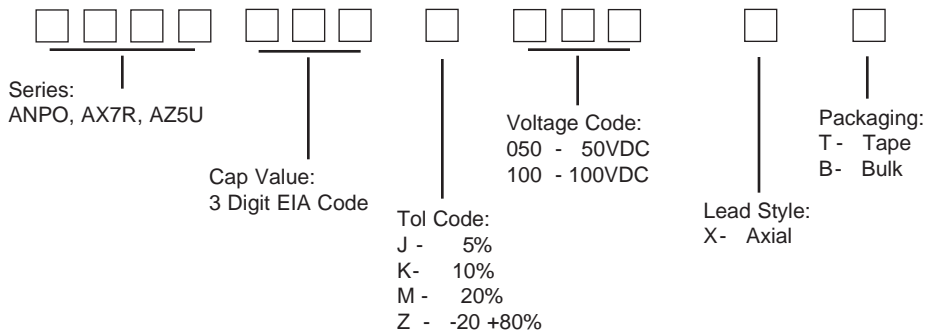 Series:
ANPO, AX7R, AZ5U
Cap Value:
3 Digit EIA Code
Tol Code:
J - 5%
K- 10%
M - 20%
Z - -20 +80%
Voltage Code:
050 - 50VDC
100 - 100VDC
Lead Style:
X- Axial
Packaging:
T - Tape
B- Bulk